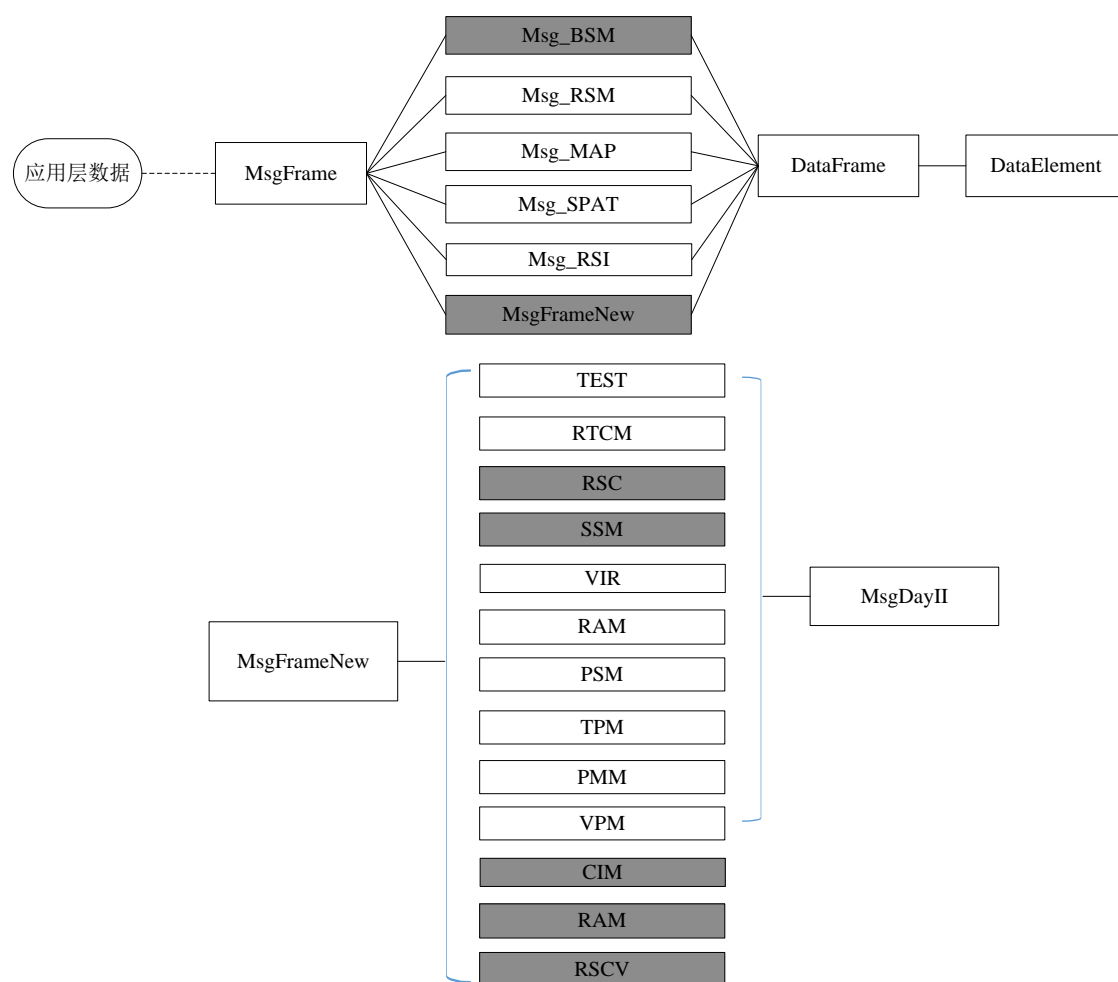 Msg_BSM
Msg_RSM
Msg_MAP
Msg_SPAT
Msg_RSI
MsgFrameNew
应用层数据
MsgFrame
DataFrame
DataElement
TEST
RTCM
RSC
SSM
VIR
RAM
PSM
TPM
PMM
VPM
CIM
RAM
RSCV
MsgFrameNew
MsgDayII